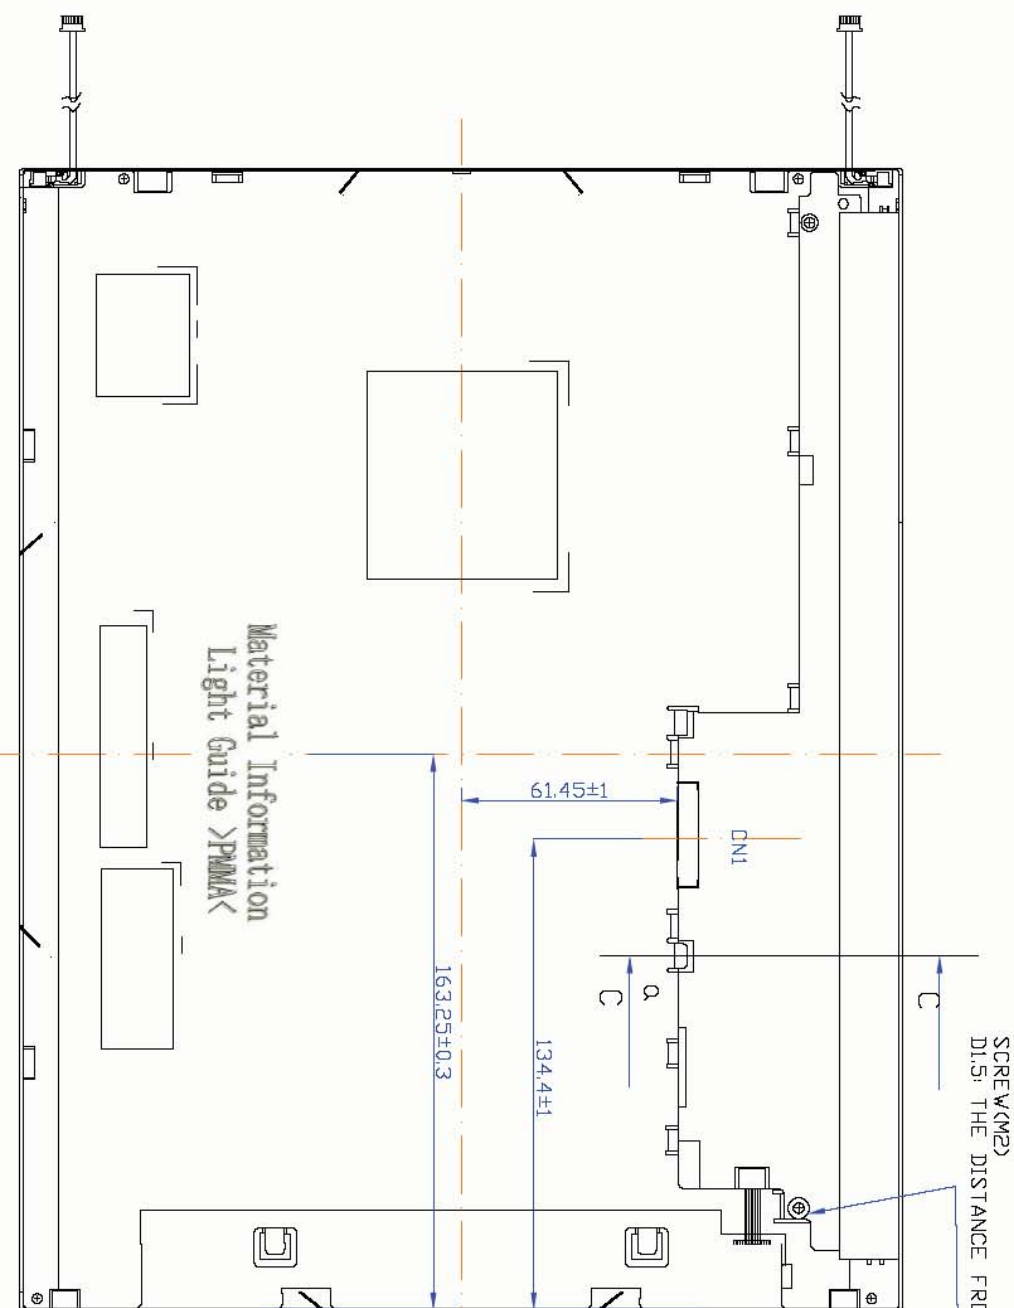 Material Information
Light Guide >PMMA<
61.45±1
CN1
163.25±0.3
134.4±1
C
a
C
SCREW(M2)
D1.5: THE DISTANCE